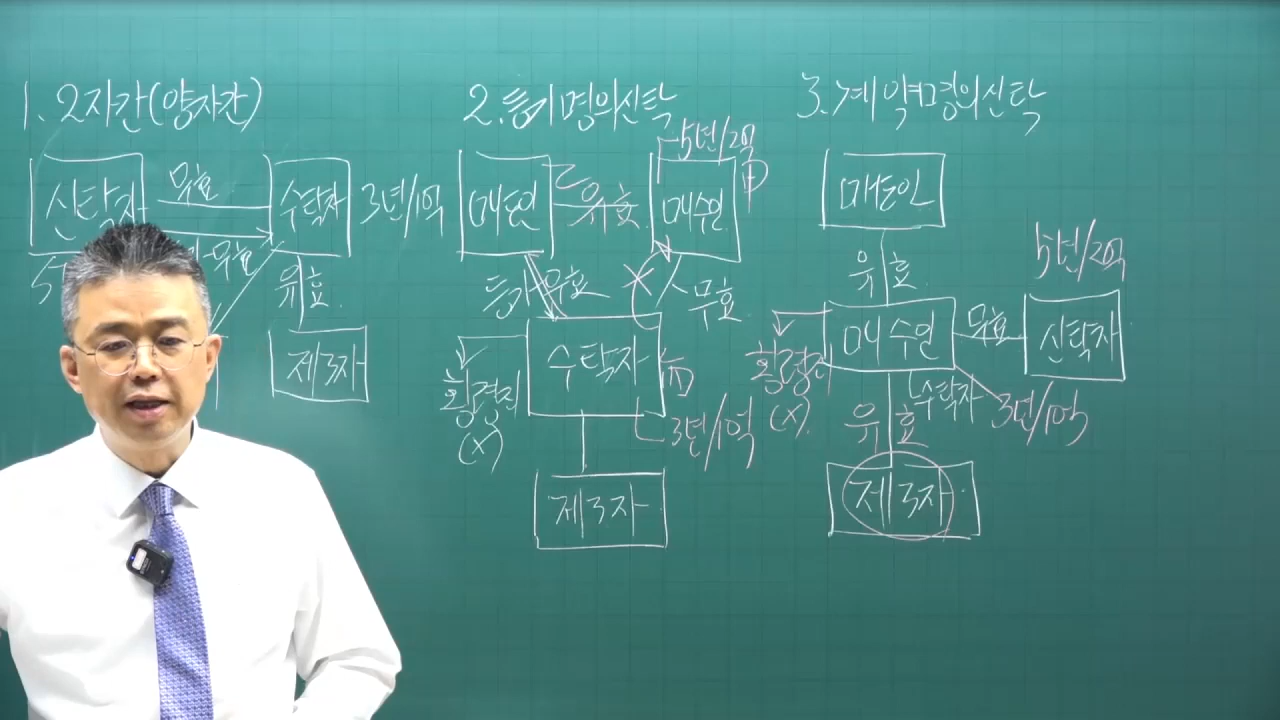 1. 2자간(양자간)
신탁자
무효
수탁자
3년/1억
무효
유효
제3자
2. 등기명의신탁
5년/2억
매도인
유효
매수인
등기
무효
무효
수탁자
횡령죄
(x)
3년/1억
제3자
3. 계약명의신탁
매도인
유효
5년/2억
매수인
무효
신탁자
횡령죄
(x)
수탁자
3년/1억
유효
제3자